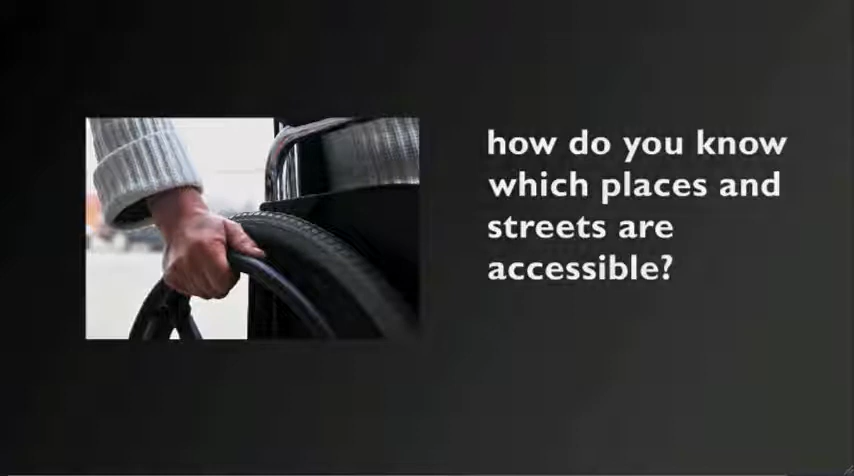 how do you know
which places and
streets are
accessible?